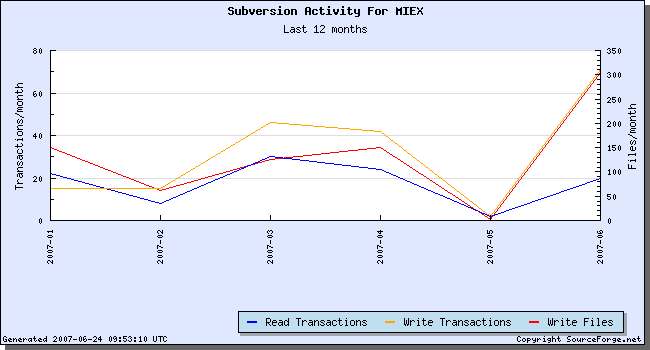 Subversion Activity For MIEX
Last 12 months
Transactions/month
80
60
40
20
0
350
300
250
200
150
100
50
0
Files/month
2007-01
2007-02
2007-03
2007-04
2007-05
2007-06
Read Transactions
Write Transactions
Write Files
Generated 2007-06-24 09:53:10 UTC
Copyright SourceForge.net